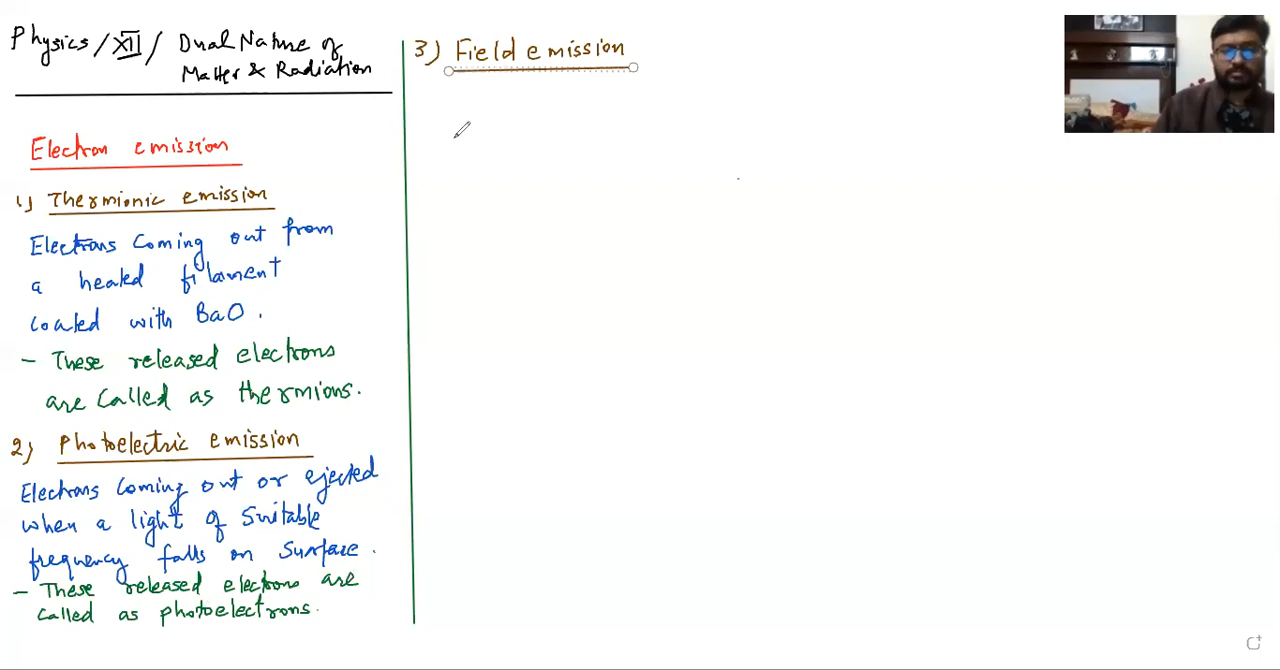 Physics/XII/ Dual Nature of
Matter & Radiation
Electron emission
1) Thermionic emission
Electrons coming out from
a heated filament
coated with BaO.
- These released electrons
are called as thermions.
2) Photoelectric emission
Electrons coming out or ejected
when a light of suitable
frequency falls on surface.
- These released electrons are
called as photoelectrons.
3) Field emission